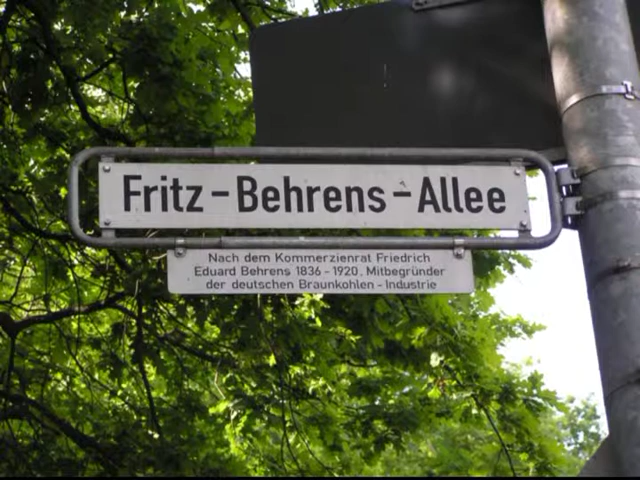 Fritz-Behrens-Allee
Nach dem Kommerzienrat Friedrich
Eduard Behrens 1836 - 1920, Mitbegründer
der deutschen Braunkohlen - Industrie